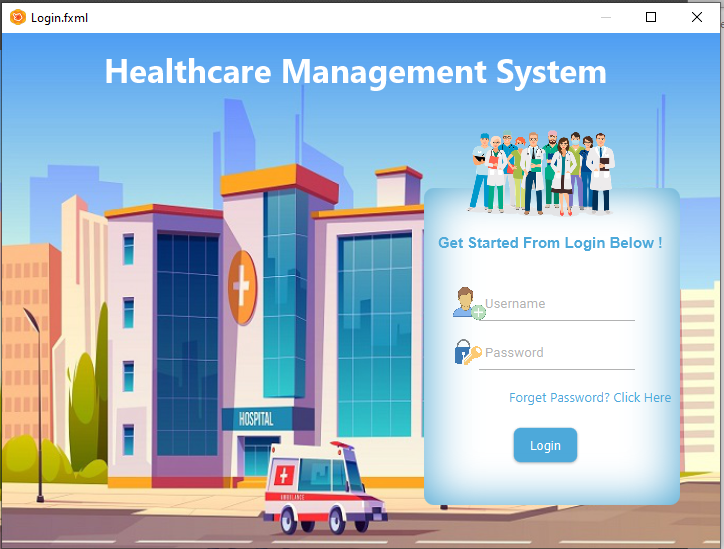 Login.fxml
Healthcare Management System
Get Started From Login Below !
Username
Password
Forget Password? Click Here
Login
HOSPITAL
AMBULANCE